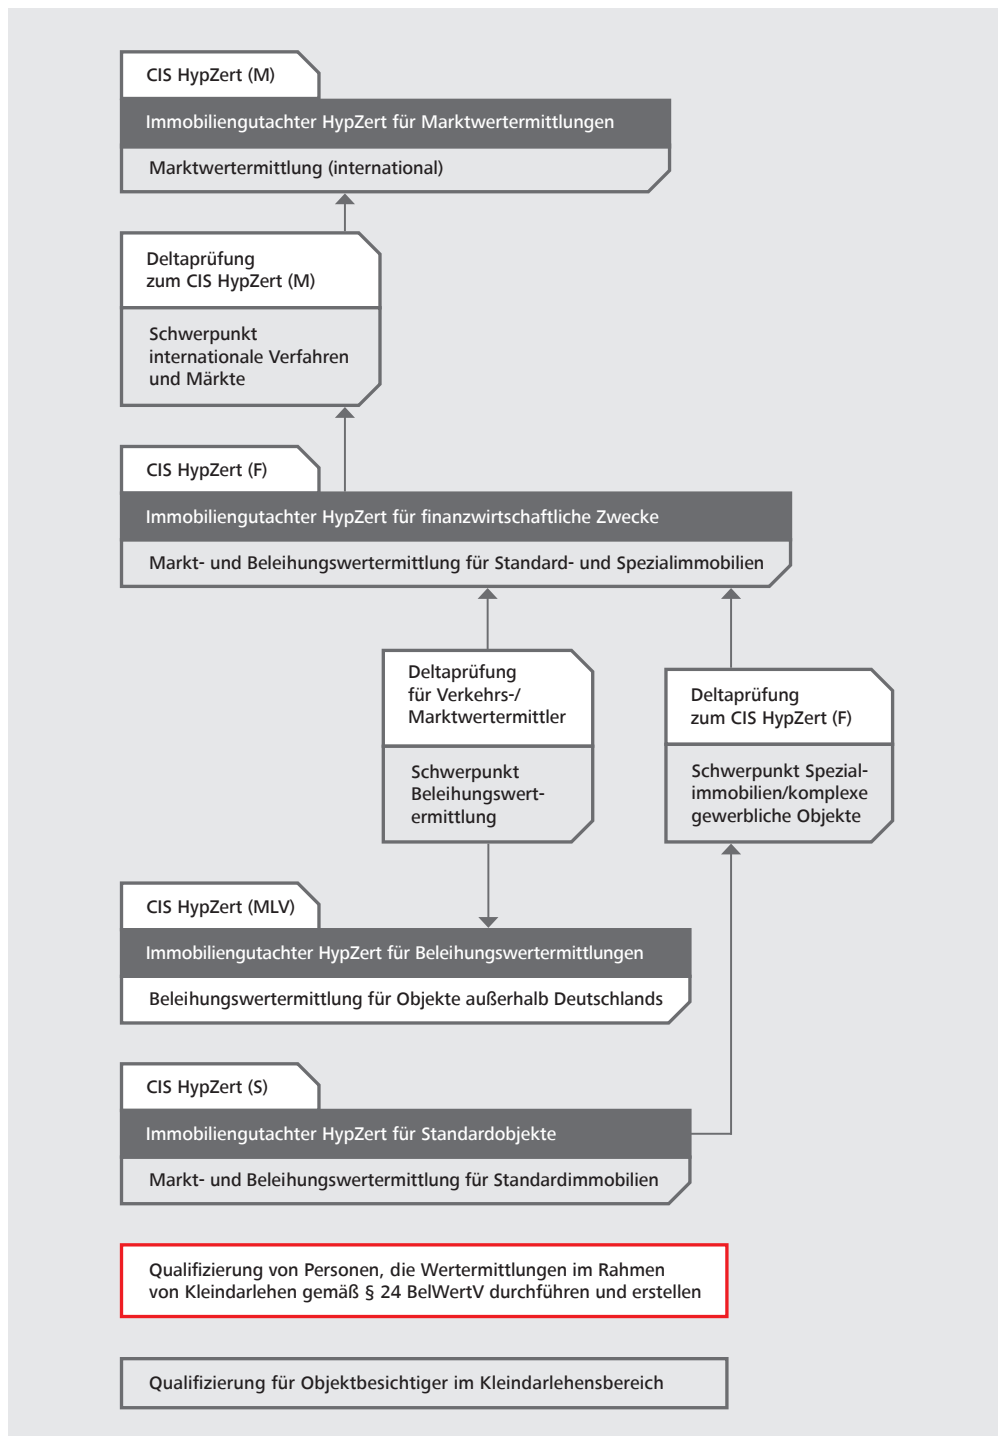 CIS HypZert (M)
Immobiliengutachter HypZert für Marktwertermittlungen
Marktwertermittlung (international)
Deltaprüfung
zum CIS HypZert (M)
Schwerpunkt
internationale Verfahren
und Märkte
CIS HypZert (F)
Immobiliengutachter HypZert für finanzwirtschaftliche Zwecke
Markt- und Beleihungswertermittlung für Standard- und Spezialimmobilien
Deltaprüfung
für Verkehrs-/
Marktwertermittler
Schwerpunkt
Beleihungswert-
ermittlung
Deltaprüfung
zum CIS HypZert (F)
Schwerpunkt Spezial-
immobilien/komplexe
gewerbliche Objekte
CIS HypZert (MLV)
Immobiliengutachter HypZert für Beleihungswertermittlungen
Beleihungswertermittlung für Objekte außerhalb Deutschlands
CIS HypZert (S)
Immobiliengutachter HypZert für Standardobjekte
Markt- und Beleihungswertermittlung für Standardimmobilien
Qualifizierung von Personen, die Wertermittlungen im Rahmen
von Kleindarlehen gemäß § 24 BelWertV durchführen und erstellen
Qualifizierung für Objektbesichtiger im Kleindarlehensbereich